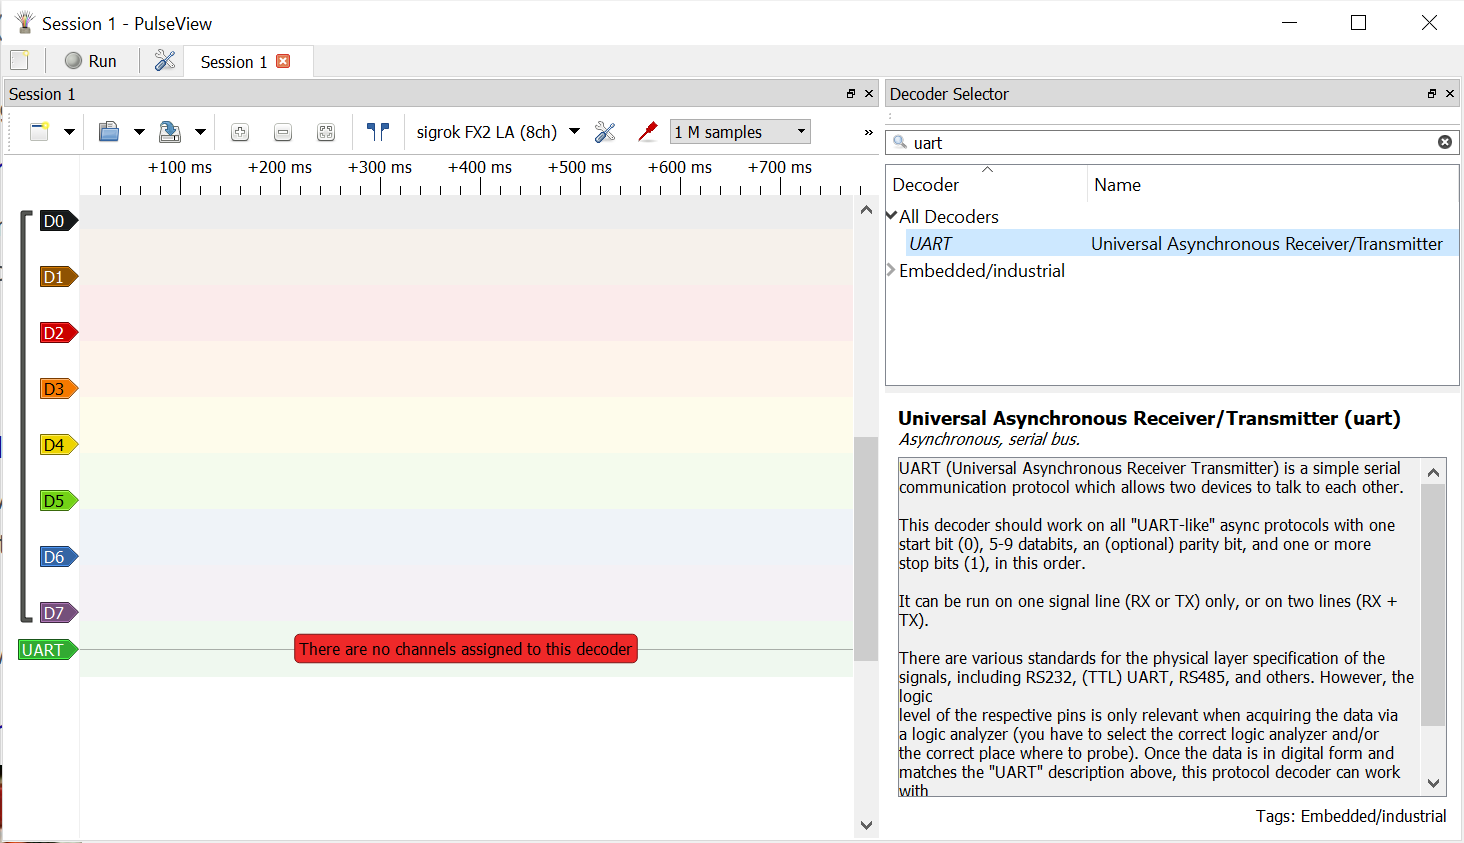 Session 1 - PulseView
Run
Session 1
Session 1
sigrok FX2 LA (8ch)
1 M samples
»
+100 ms +200 ms +300 ms +400 ms +500 ms +600 ms +700 ms
D0
D1
D2
D3
D4
D5
D6
D7
UART
There are no channels assigned to this decoder
Decoder Selector
uart
Decoder Name
All Decoders
UART Universal Asynchronous Receiver/Transmitter
Embedded/industrial
Universal Asynchronous Receiver/Transmitter (uart)
Asynchronous, serial bus.
UART (Universal Asynchronous Receiver Transmitter) is a simple serial
communication protocol which allows two devices to talk to each other.
This decoder should work on all "UART-like" async protocols with one
start bit (0), 5-9 databits, an (optional) parity bit, and one or more
stop bits (1), in this order.
It can be run on one signal line (RX or TX) only, or on two lines (RX +
TX).
There are various standards for the physical layer specification of the
signals, including RS232, (TTL) UART, RS485, and others. However, the
logic
level of the respective pins is only relevant when acquiring the data via
a logic analyzer (you have to select the correct logic analyzer and/or
the correct place where to probe). Once the data is in digital form and
matches the "UART" description above, this protocol decoder can work
with
Tags: Embedded/industrial